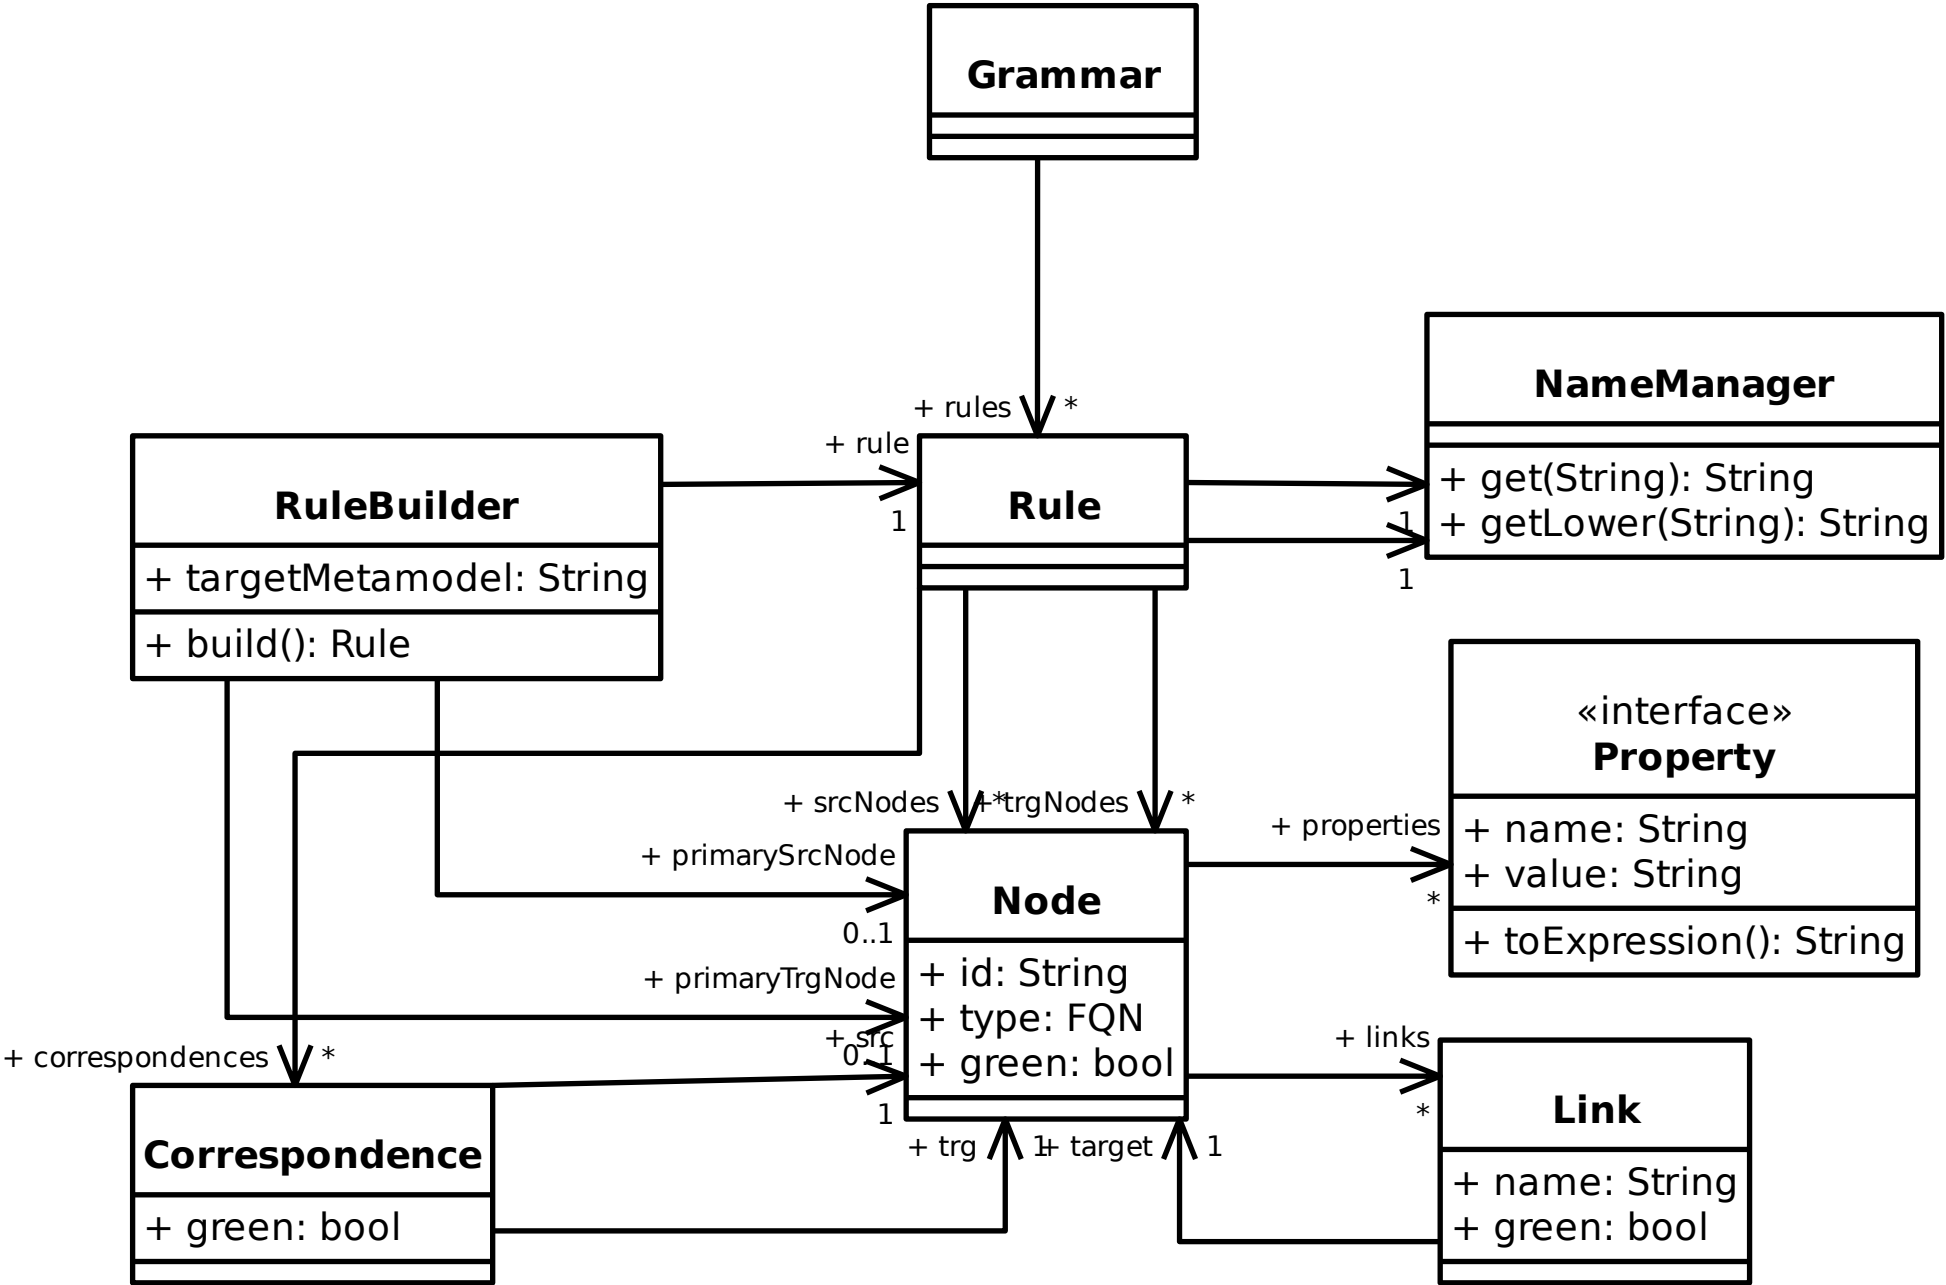 Grammar
+ rules
*
NameManager
+ get(String): String
+ getLower(String): String
RuleBuilder
+ targetMetamodel: String
+ build(): Rule
+ rule
1
Rule
1
1
«interface»
Property
+ name: String
+ value: String
+ toExpression(): String
+ srcNodes
*
+ trgNodes
*
+ properties
*
+ primarySrcNode
0..1
Node
+ id: String
+ type: FQN
+ green: bool
+ primaryTrgNode
0..1
+ src
1
+ correspondences
*
+ links
*
Correspondence
+ green: bool
+ trg
1
+ target
1
Link
+ name: String
+ green: bool